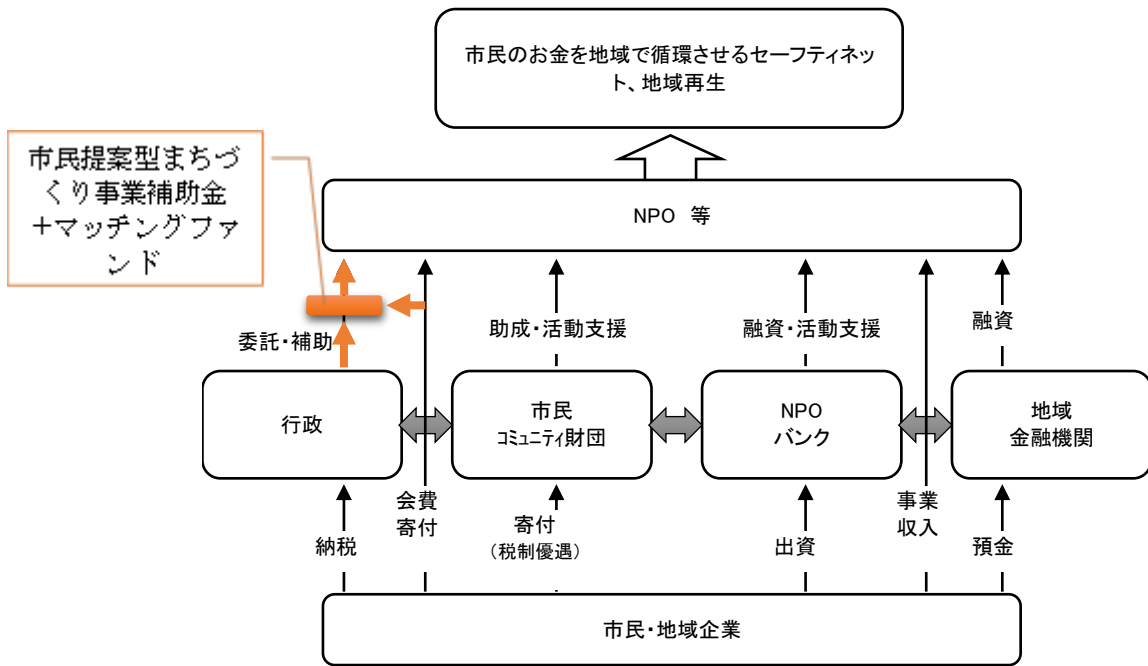 市民のお金を地域で循環させるセーフティネッ
ト、地域再生
市民提案型まちづ
くり事業補助金
+マッチングファ
ンド
NPO 等
委託・補助
助成・活動支援
融資・活動支援
融資
行政
市民
コミュニティ財団
NPO
バンク
地域
金融機関
納税
会費
寄付
寄付
(税制優遇)
出資
事業
収入
預金
市民・地域企業